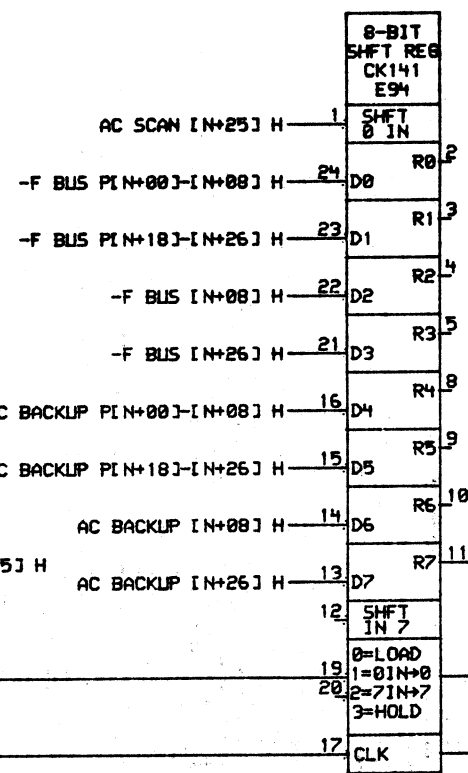 8-BIT
SHFT REG
CK141
E94
AC SCAN [N+25] H 1 SHFT
0 IN
R0 2
-F BUS P[N+00]-[N+08] H 24 D0
R1 3
-F BUS P[N+18]-[N+26] H 23 D1
R2 4
-F BUS [N+08] H 22 D2
R3 5
-F BUS [N+26] H 21 D3
R4 8
C BACKUP P[N+00]-[N+08] H 16 D4
R5 9
C BACKUP P[N+18]-[N+26] H 15 D5
R6 10
AC BACKUP [N+08] H 14 D6
5] H R7 11
AC BACKUP [N+26] H 13 D7
12 SHFT
IN 7
0=LOAD
19 1=0IN→0
20 2=7IN→7
3=HOLD
17 CLK